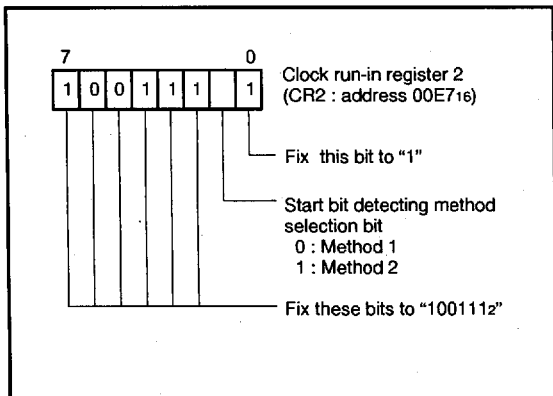 7 0
1 0 0 1 1 1 1
Clock run-in register 2
(CR2 : address 00E716)
Fix this bit to “1”
Start bit detecting method
selection bit
0 : Method 1
1 : Method 2
Fix these bits to “1001112”